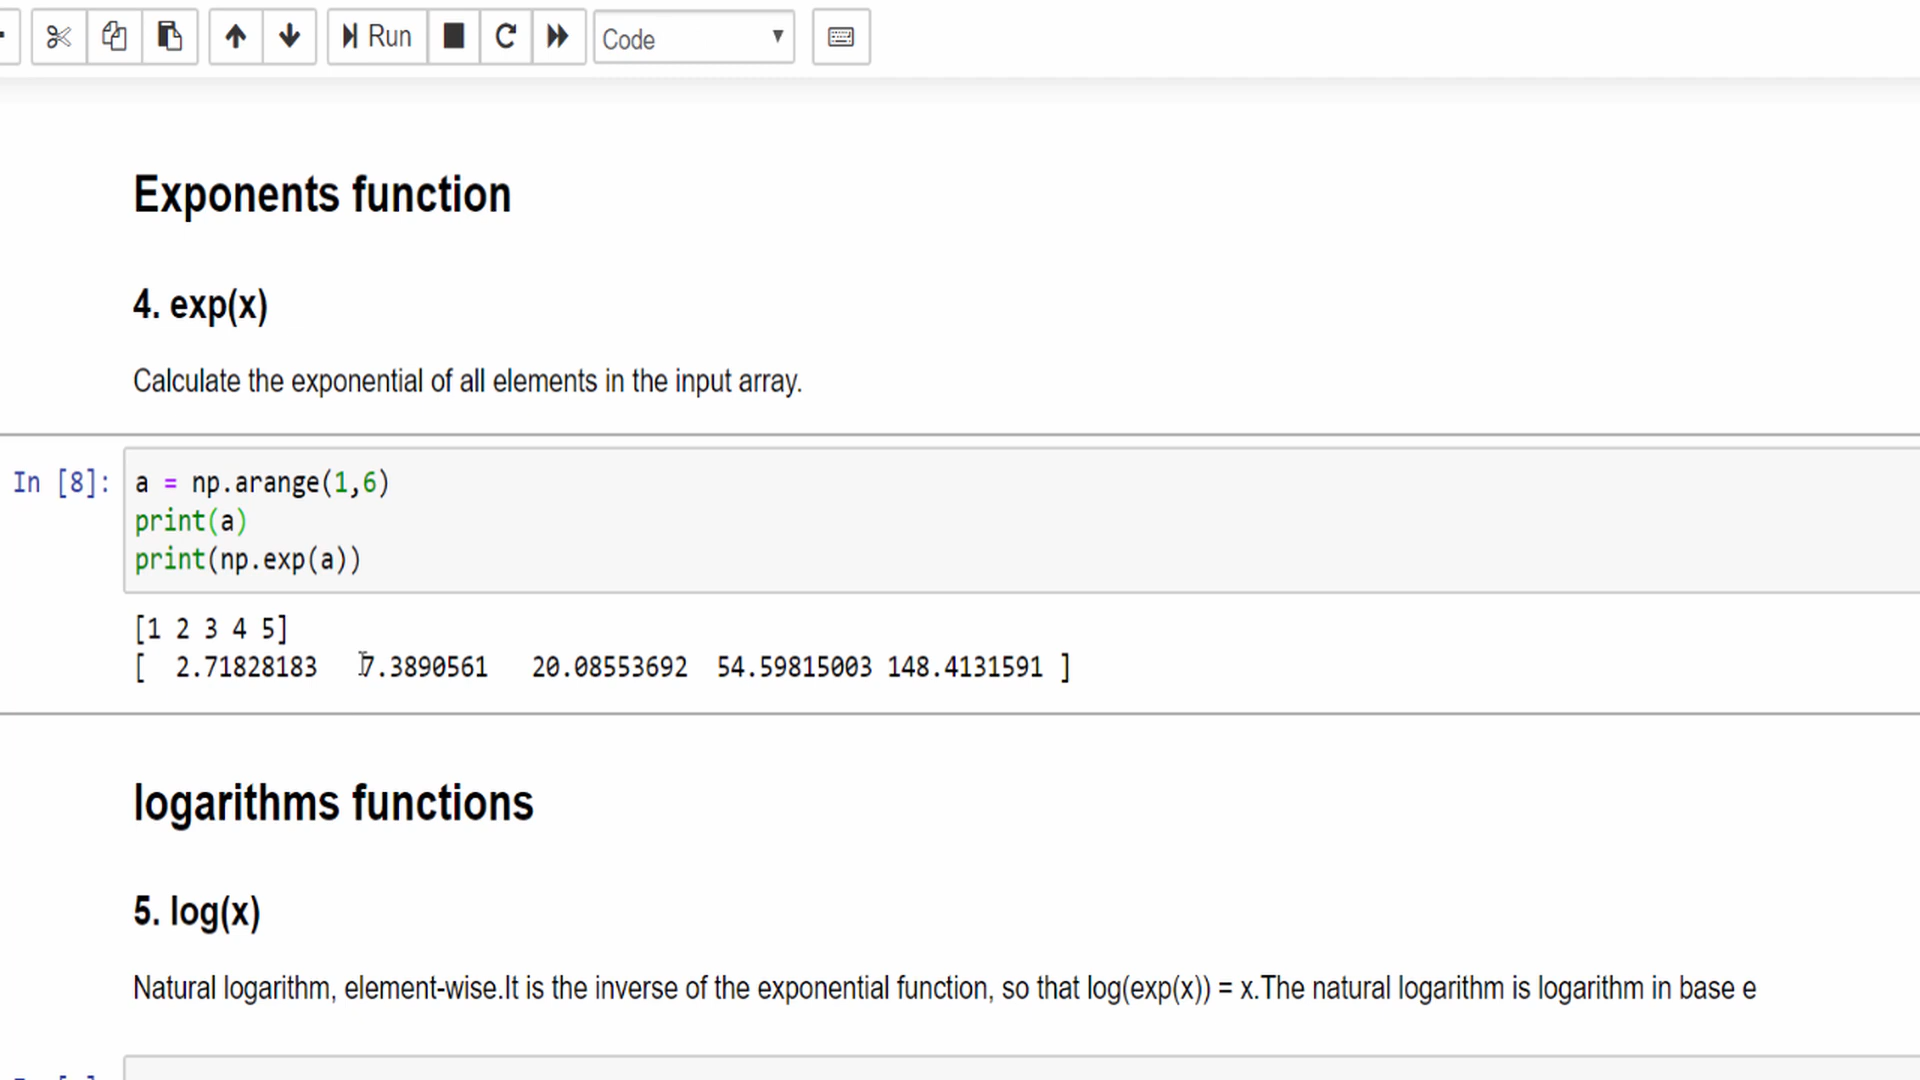 Run
Code
Exponents function
4. exp(x)
Calculate the exponential of all elements in the input array.
In [8]:
a = np.arange(1,6)
print(a)
print(np.exp(a))
[1 2 3 4 5]
[  2.71828183   7.3890561   20.08553692  54.59815003 148.4131591 ]
logarithms functions
5. log(x)
Natural logarithm, element-wise.It is the inverse of the exponential function, so that log(exp(x)) = x.The natural logarithm is logarithm in base e